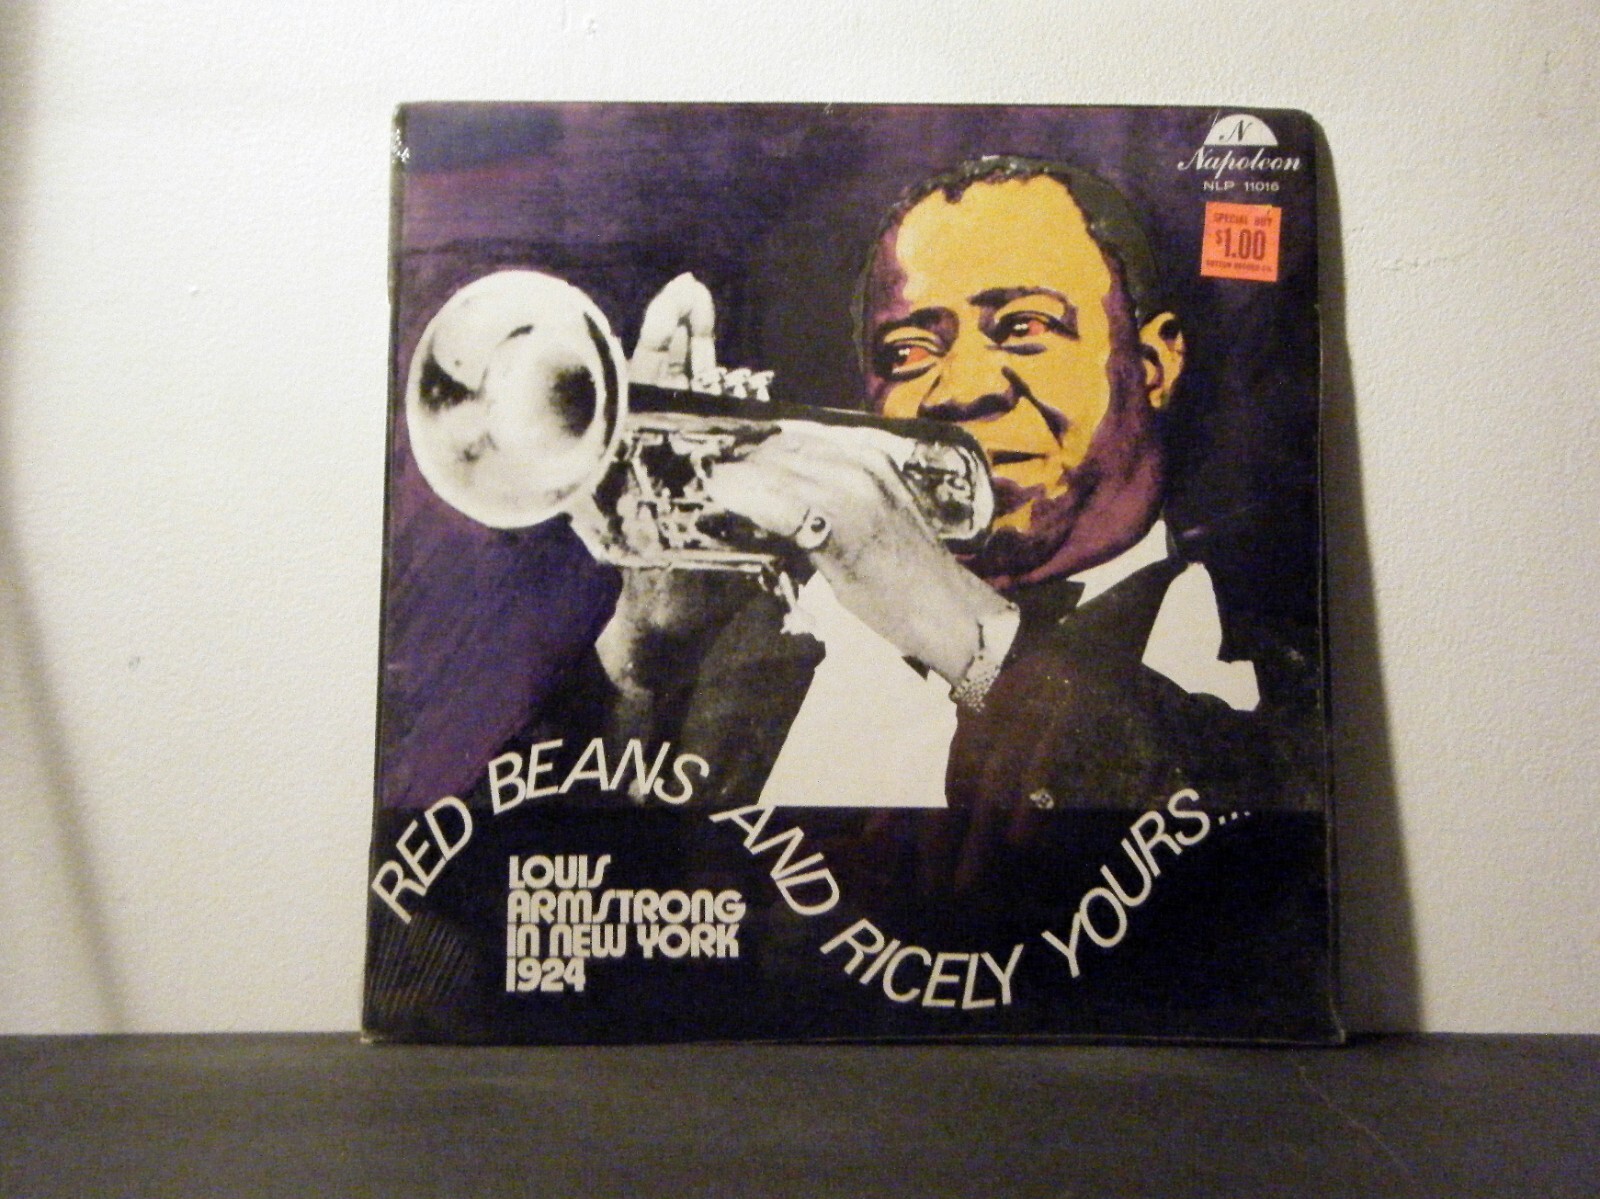 N
Napoleon
NLP 11016
SPECIAL BUY
$1.00
RED BEANS AND RICELY YOURS...
LOUIS
ARMSTRONG
IN NEW YORK
1924